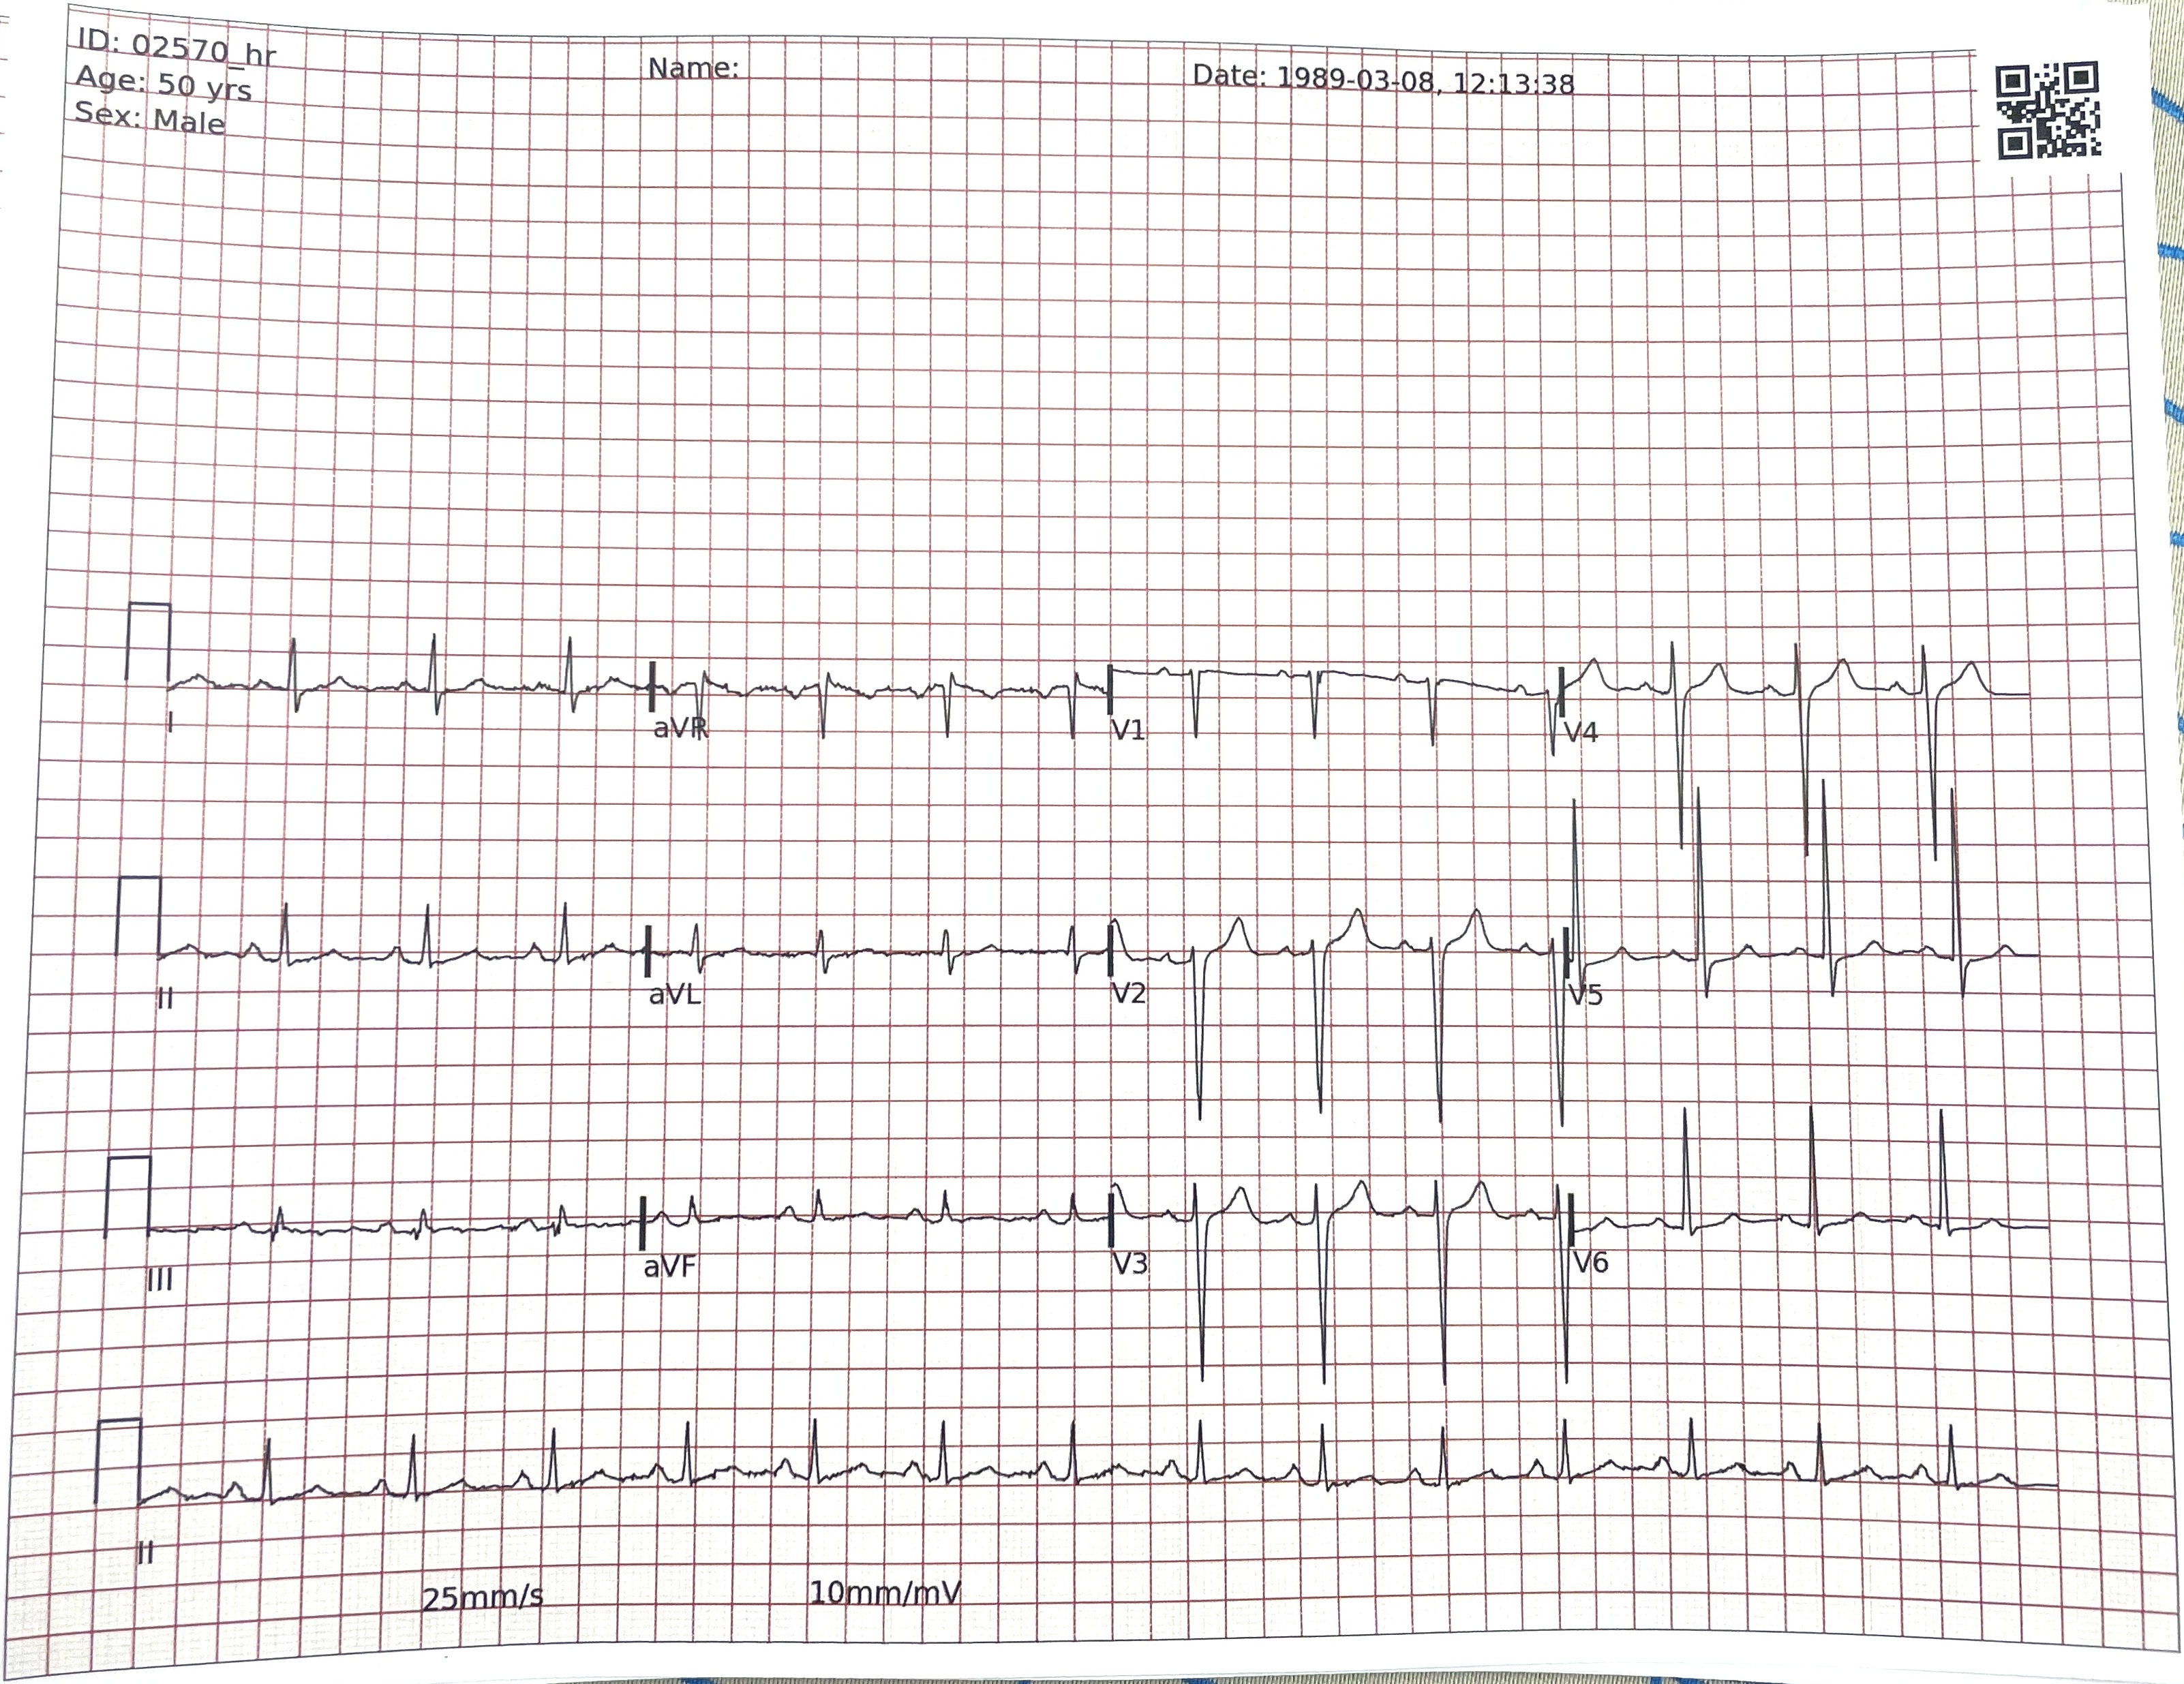 ID: 02570_hr
Age: 50 yrs
Sex: Male
Name:
Date: 1989-03-08, 12:13:38
I
aVR
V1
V4
II
aVL
V2
V5
III
aVF
V3
V6
II
25mm/s
10mm/mV